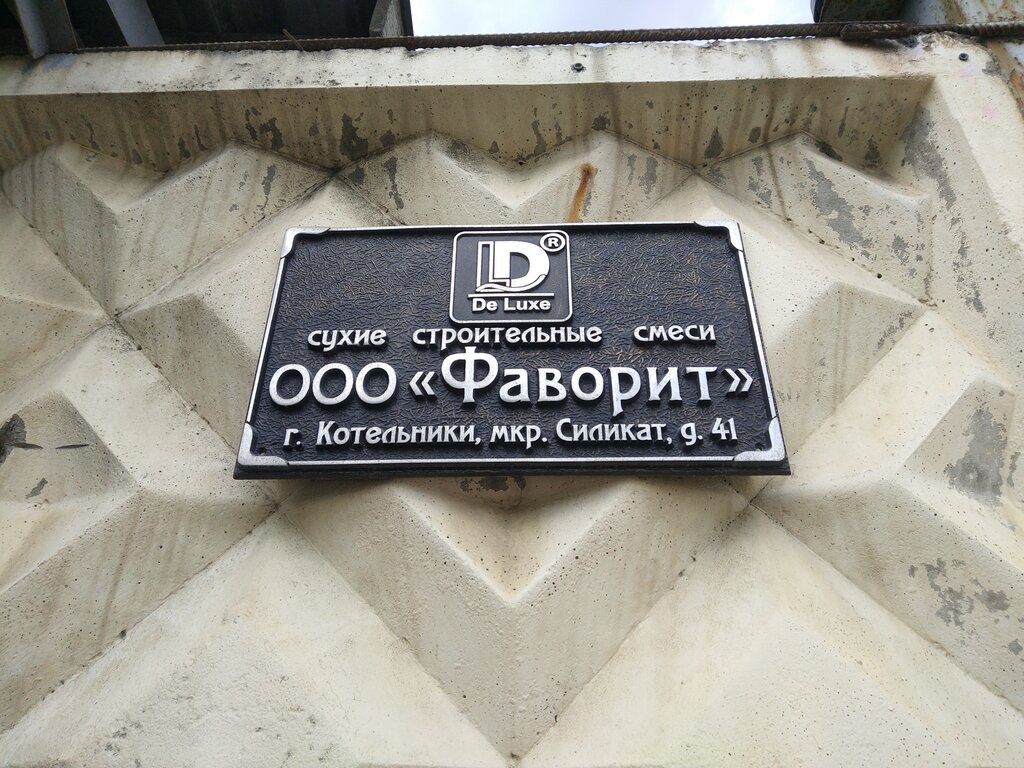 LD ®
De Luxe
сухие строительные смеси
ООО «Фаворит»
г. Котельники, мкр. Силикат, д. 41